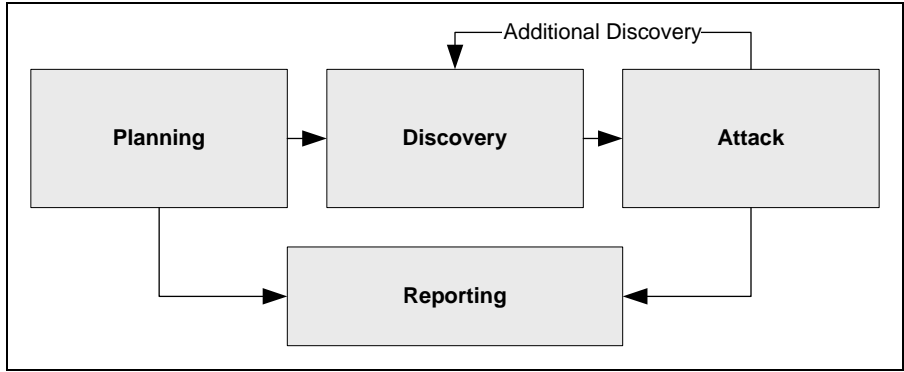 Additional Discovery
Planning
Discovery
Attack
Reporting